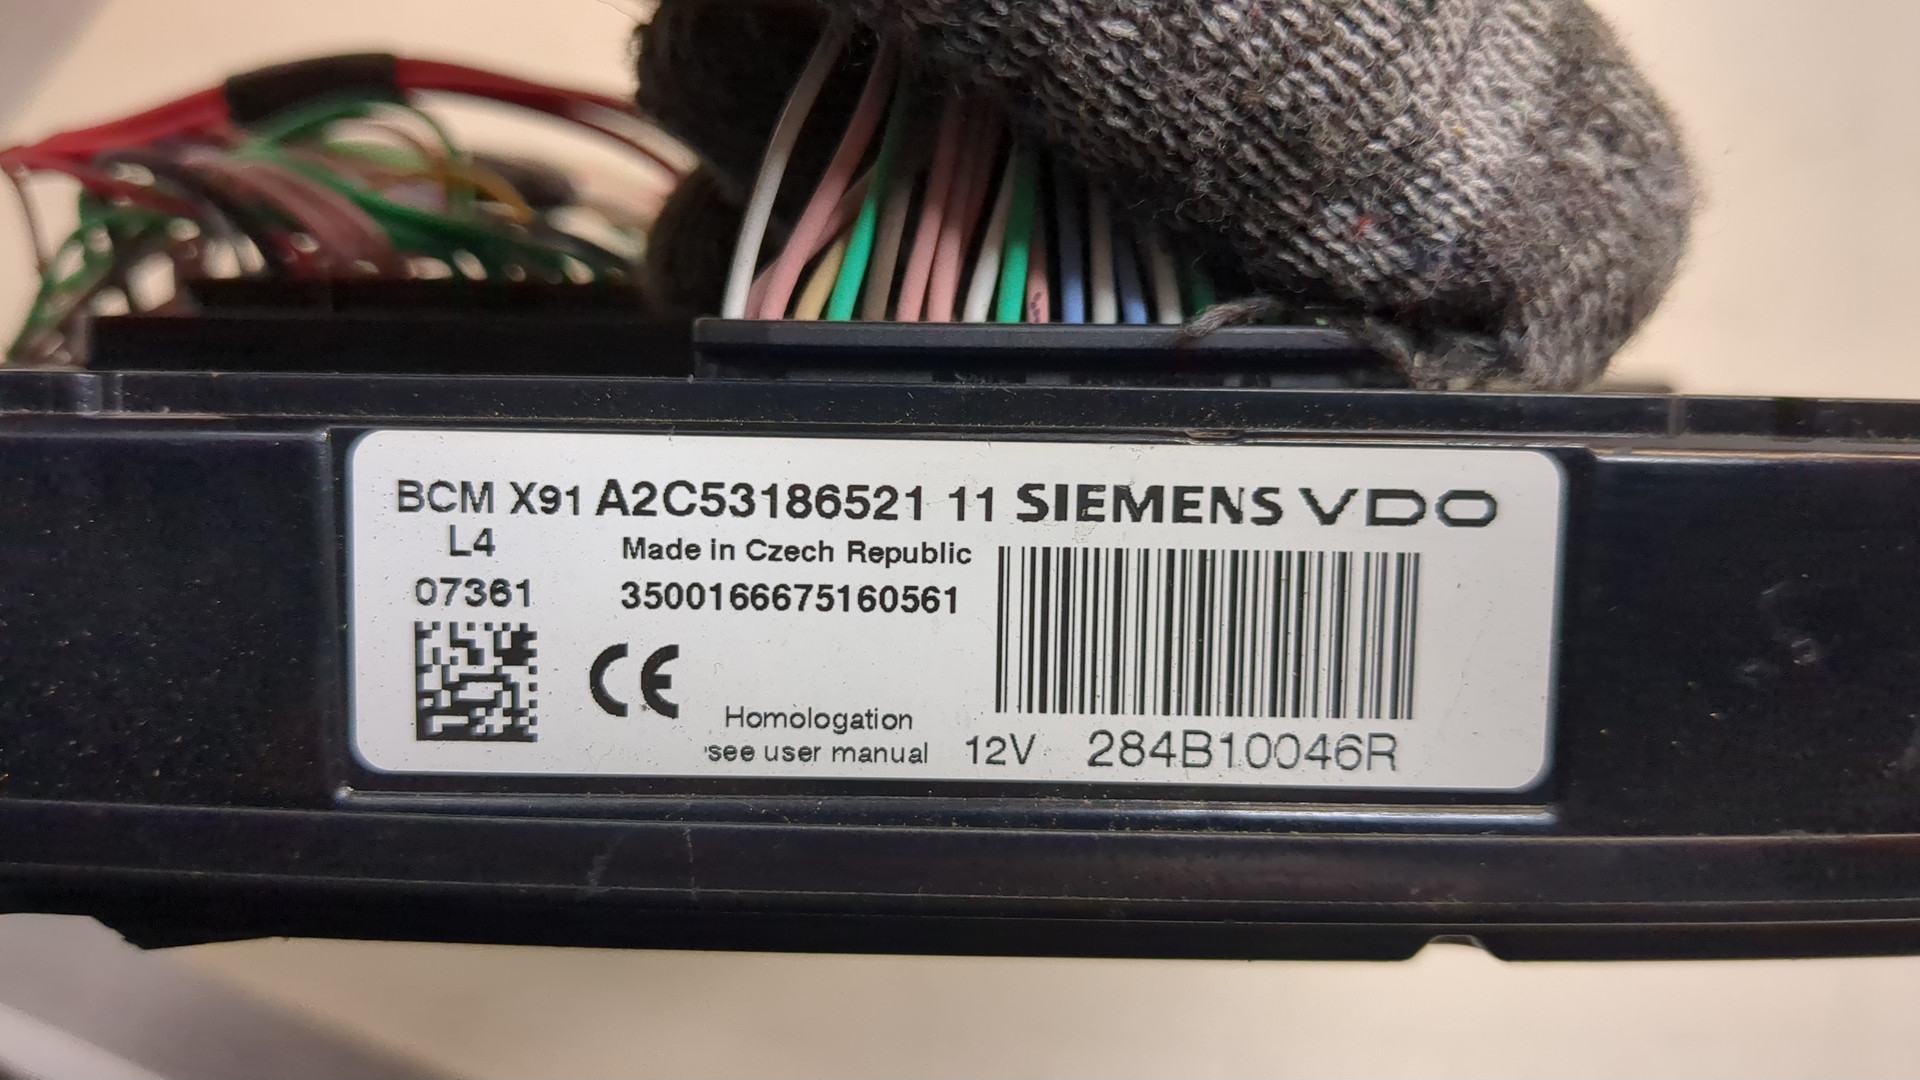 BCM X91 A2C53186521 11 SIEMENS VDO
L4 Made in Czech Republic
07361 3500166675160561
CE
Homologation
see user manual 12V 284B10046R